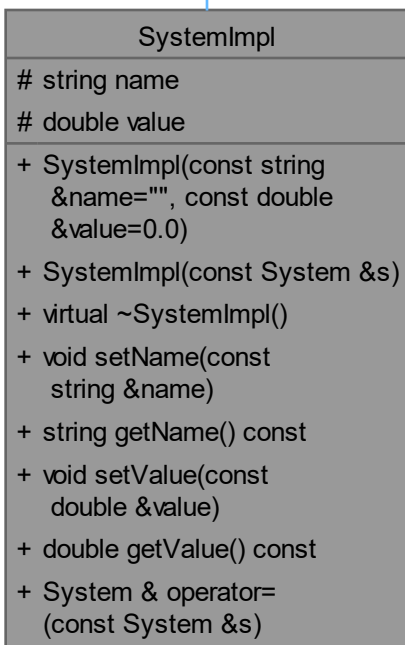 SystemImpl
# string name
# double value
+ SystemImpl(const string
&name="", const double
&value=0.0)
+ SystemImpl(const System &s)
+ virtual ~SystemImpl()
+ void setName(const
string &name)
+ string getName() const
+ void setValue(const
double &value)
+ double getValue() const
+ System & operator=
(const System &s)